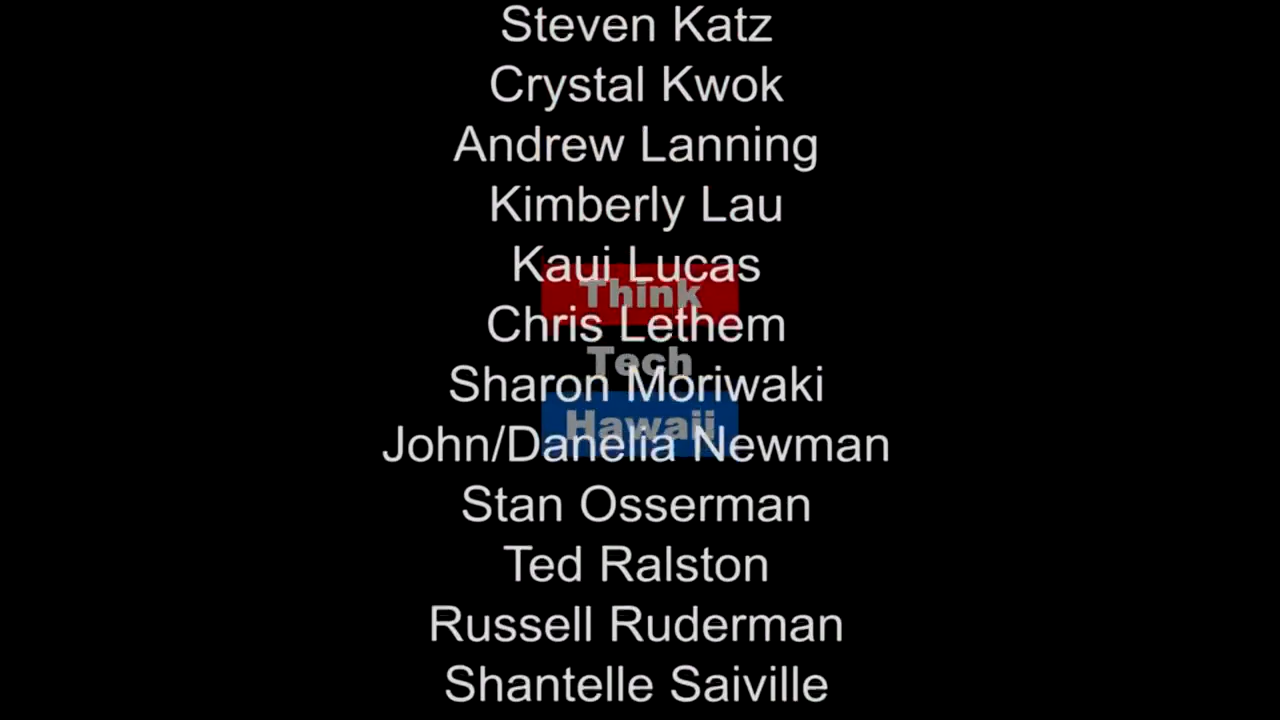 Steven Katz
Crystal Kwok
Andrew Lanning
Kimberly Lau
Kaui Lucas
Think
Chris Lethem
Tech
Sharon Moriwaki
Hawaii
John/Danelia Newman
Stan Osserman
Ted Ralston
Russell Ruderman
Shantelle Saiville